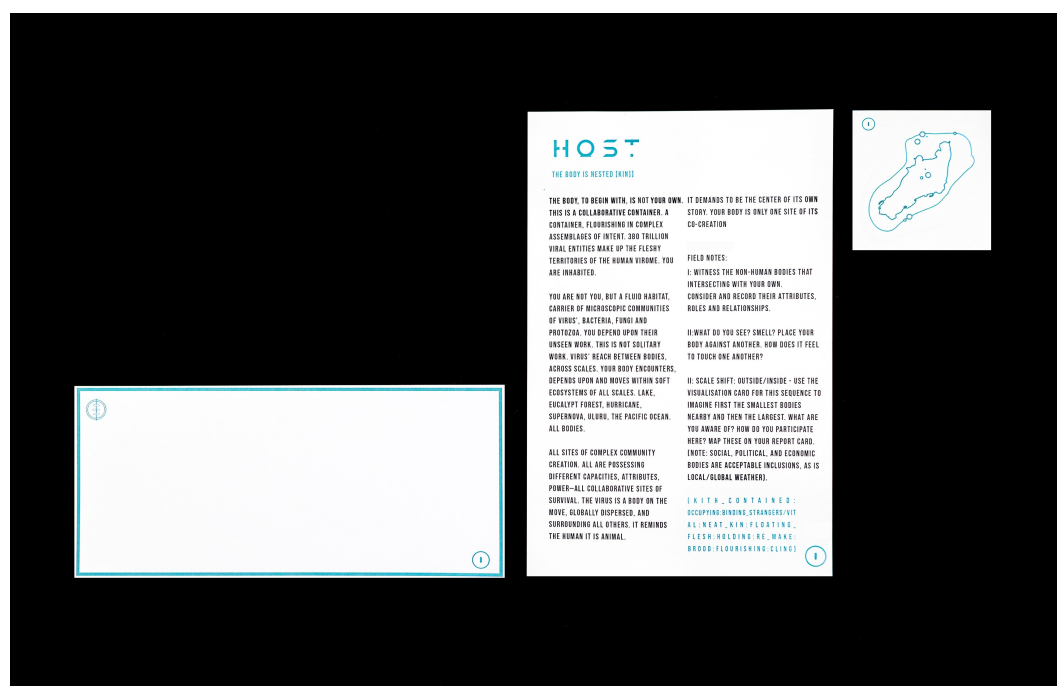 HOST
THE BODY IS NESTED [KIN]]
THE BODY, TO BEGIN WITH, IS NOT YOUR OWN.
THIS IS A COLLABORATIVE CONTAINER. A
CONTAINER, FLOURISHING IN COMPLEX
ASSEMBLAGES OF INTENT. 380 TRILLION
VIRAL ENTITIES MAKE UP THE FLESHY
TERRITORIES OF THE HUMAN VIROME. YOU
ARE INHABITED.
YOU ARE NOT YOU, BUT A FLUID HABITAT,
CARRIER OF MICROSCOPIC COMMUNITIES
OF VIRUS', BACTERIA, FUNGI AND
PROTOZOA. YOU DEPEND UPON THEIR
UNSEEN WORK. THIS IS NOT SOLITARY
WORK. VIRUS' REACH BETWEEN BODIES,
ACROSS SCALES. YOUR BODY ENCOUNTERS,
DEPENDS UPON AND MOVES WITHIN SOFT
ECOSYSTEMS OF ALL SCALES. LAKE,
EUCALYPT FOREST, HURRICANE,
SUPERNOVA, ULURU, THE PACIFIC OCEAN.
ALL BODIES.
ALL SITES OF COMPLEX COMMUNITY
CREATION. ALL ARE POSSESSING
DIFFERENT CAPACITIES, ATTRIBUTES,
POWER—ALL COLLABORATIVE SITES OF
SURVIVAL. THE VIRUS IS A BODY ON THE
MOVE, GLOBALLY DISPERSED, AND
SURROUNDING ALL OTHERS. IT REMINDS
THE HUMAN IT IS ANIMAL.
IT DEMANDS TO BE THE CENTER OF ITS OWN
STORY. YOUR BODY IS ONLY ONE SITE OF ITS
CO-CREATION
FIELD NOTES:
I: WITNESS THE NON-HUMAN BODIES THAT
INTERSECTING WITH YOUR OWN.
CONSIDER AND RECORD THEIR ATTRIBUTES,
ROLES AND RELATIONSHIPS.
II:WHAT DO YOU SEE? SMELL? PLACE YOUR
BODY AGAINST ANOTHER. HOW DOES IT FEEL
TO TOUCH ONE ANOTHER?
II: SCALE SHIFT: OUTSIDE/INSIDE - USE THE
VISUALISATION CARD FOR THIS SEQUENCE TO
IMAGINE FIRST THE SMALLEST BODIES
NEARBY AND THEN THE LARGEST. WHAT ARE
YOU AWARE OF? HOW DO YOU PARTICIPATE
HERE? MAP THESE ON YOUR REPORT CARD.
(NOTE: SOCIAL, POLITICAL, AND ECONOMIC
BODIES ARE ACCEPTABLE INCLUSIONS, AS IS
LOCAL/GLOBAL WEATHER).
[KITH_CONTAINED:
OCCUPYING:BINDING_STRANGERS/VIT
AL:NEAT_KIN:FLOATING_
FLESH:HOLDING:RE_MAKE:
BROOD:FLOURISHING:CLING]